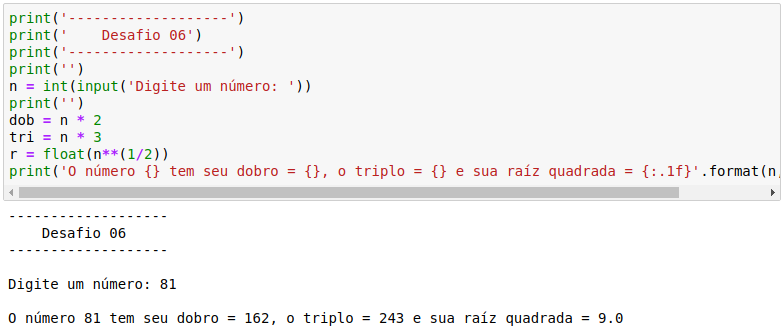 print('-------------------')
print('    Desafio 06')
print('-------------------')
print('')
n = int(input('Digite um número: '))
print('')
dob = n * 2
tri = n * 3
r = float(n**(1/2))
print('O número {} tem seu dobro = {}, o triplo = {} e sua raíz quadrada = {:.1f}'.format(n,
-------------------
    Desafio 06
-------------------
Digite um número: 81
O número 81 tem seu dobro = 162, o triplo = 243 e sua raíz quadrada = 9.0